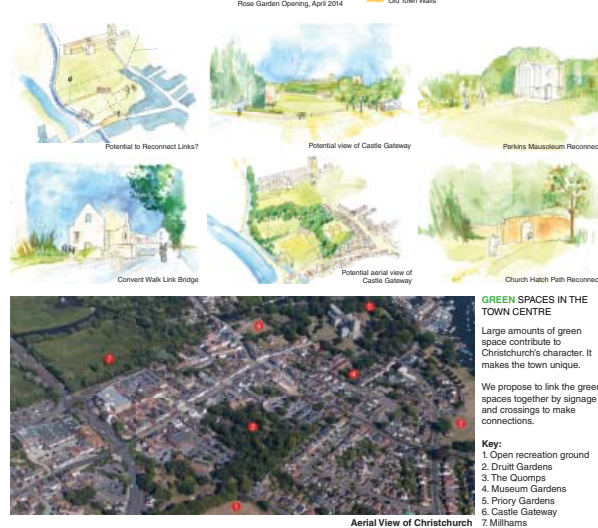 Rose Garden Opening, April 2014
Old Town Walls
Potential to Reconnect Links?
Potential view of Castle Gateway
Perkins Mausoleum Reconnec
Convent Walk Link Bridge
Potential aerial view of
Castle Gateway
Church Hatch Path Reconnec
GREEN SPACES IN THE
TOWN CENTRE
Large amounts of green
space contribute to
Christchurch's character. It
makes the town unique.
We propose to link the green
spaces together by signage
and crossings to make
connections.
Key:
1. Open recreation ground
2. Druitt Gardens
3. The Quomps
4. Museum Gardens
5. Priory Gardens
6. Castle Gateway
7. Millhams
Aerial View of Christchurch